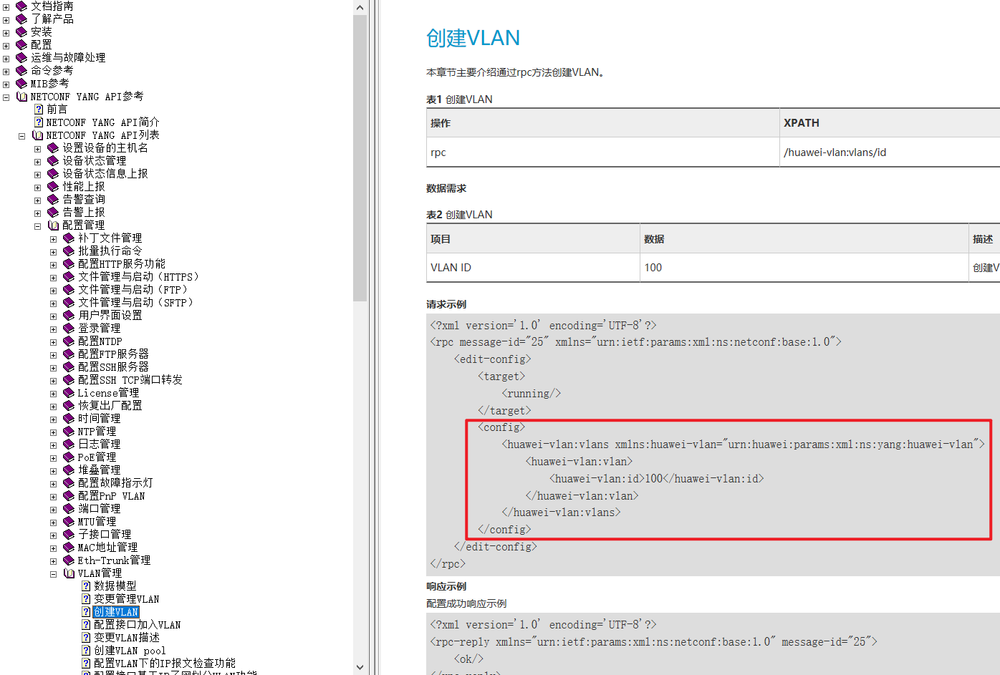 文档指南
了解产品
安装
配置
运维与故障处理
命令参考
MIB参考
NETCONF YANG API参考
前言
NETCONF YANG API简介
NETCONF YANG API列表
设置设备的主机名
设备状态管理
设备状态信息上报
性能上报
告警查询
告警上报
配置管理
补丁文件管理
批量执行命令
配置HTTP服务功能
文件管理与启动（HTTPS）
文件管理与启动（FTP）
文件管理与启动（SFTP）
用户界面设置
登录管理
配置NTDP
配置FTP服务器
配置SSH服务器
配置SSH TCP端口转发
License管理
恢复出厂配置
时间管理
NTP管理
日志管理
PoE管理
堆叠管理
配置故障指示灯
配置PnP VLAN
端口管理
MTU管理
子接口管理
MAC地址管理
Eth-Trunk管理
VLAN管理
数据模型
变更管理VLAN
创建VLAN
配置接口加入VLAN
变更VLAN描述
创建VLAN pool
配置VLAN下的IP报文检查功能
配置接口基于IP子网划分VLAN功能
创建VLAN
本章节主要介绍通过rpc方法创建VLAN。
表1 创建VLAN
操作 XPATH
rpc /huawei-vlan:vlans/id
数据需求
表2 创建VLAN
项目 数据 描述
VLAN ID 100 创建V
请求示例
<?xml version='1.0' encoding='UTF-8'?>
<rpc message-id="25" xmlns="urn:ietf:params:xml:ns:netconf:base:1.0">
<edit-config>
<target>
<running/>
</target>
<config>
<huawei-vlan:vlans xmlns:huawei-vlan="urn:huawei:params:xml:ns:yang:huawei-vlan">
<huawei-vlan:vlan>
<huawei-vlan:id>100</huawei-vlan:id>
</huawei-vlan:vlan>
</huawei-vlan:vlans>
</config>
</edit-config>
</rpc>
响应示例
配置成功响应示例
<?xml version='1.0' encoding='UTF-8'?>
<rpc-reply xmlns="urn:ietf:params:xml:ns:netconf:base:1.0" message-id="25">
<ok/>